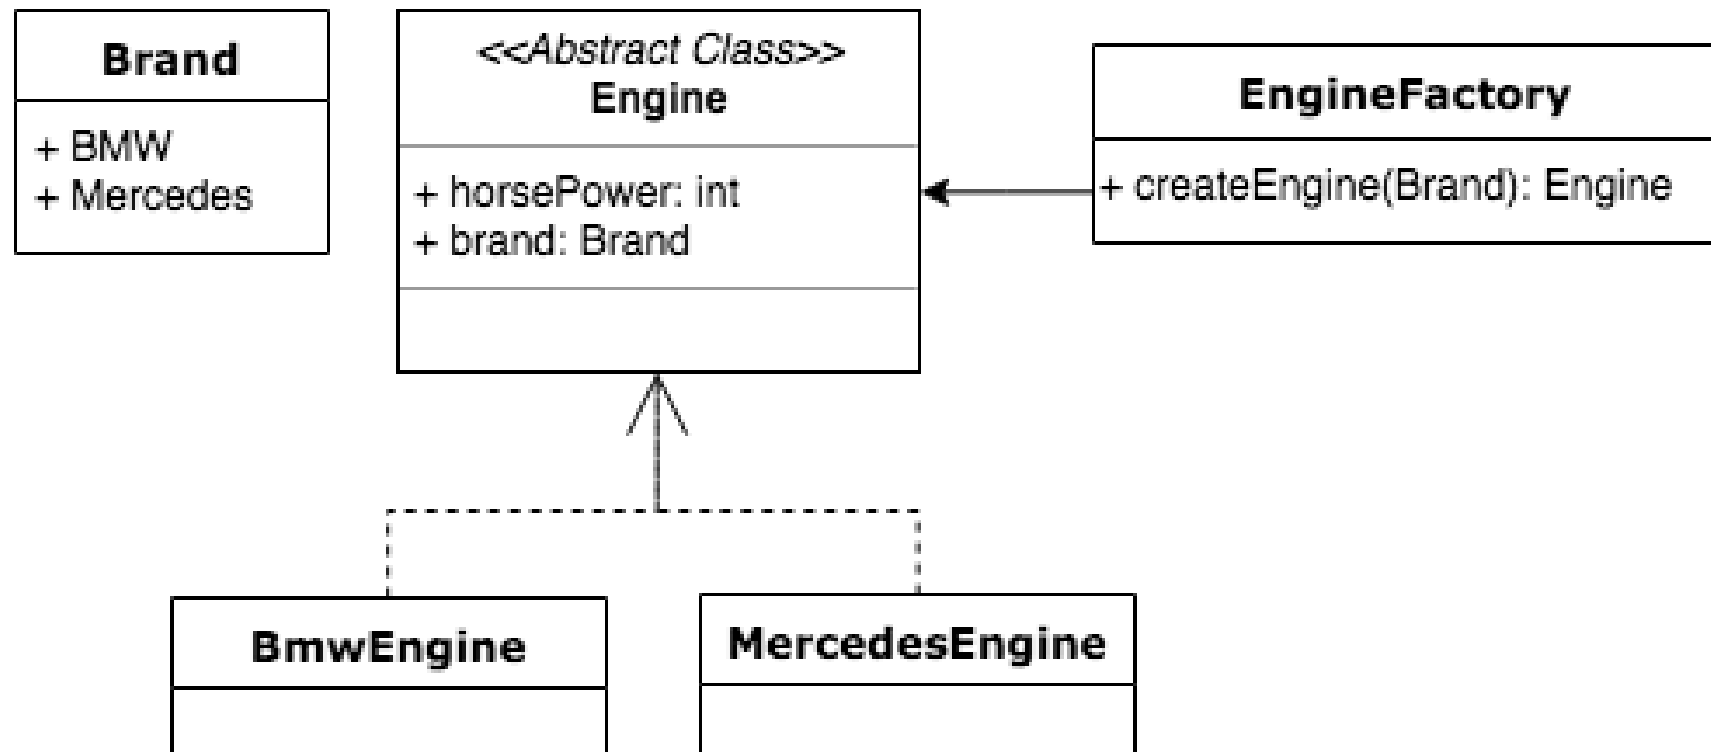 Brand
+ BMW
+ Mercedes
<<Abstract Class>>
Engine
+ horsePower: int
+ brand: Brand
EngineFactory
+ createEngine(Brand): Engine
BmwEngine
MercedesEngine